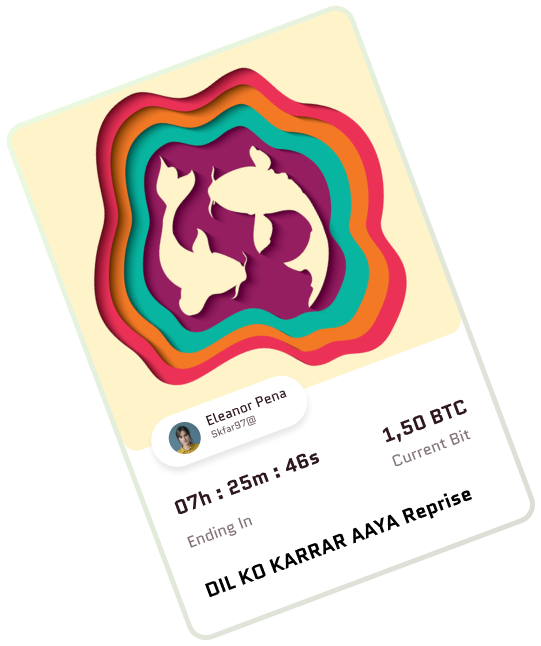 Eleanor Pena
Skfar97@
07h : 25m : 46s
1,50 BTC
Ending In
Current Bit
DIL KO KARRAR AAYA Reprise